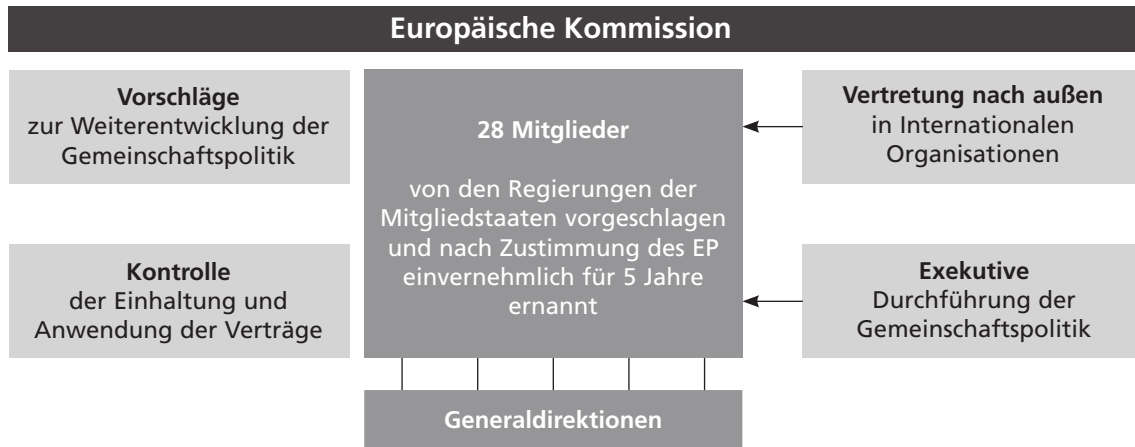 Europäische Kommission
Vorschläge
zur Weiterentwicklung der
Gemeinschaftspolitik
Kontrolle
der Einhaltung und
Anwendung der Verträge
28 Mitglieder
von den Regierungen der
Mitgliedstaaten vorgeschlagen
und nach Zustimmung des EP
einvernehmlich für 5 Jahre
ernannt
Vertretung nach außen
in Internationalen
Organisationen
Exekutive
Durchführung der
Gemeinschaftspolitik
Generaldirektionen